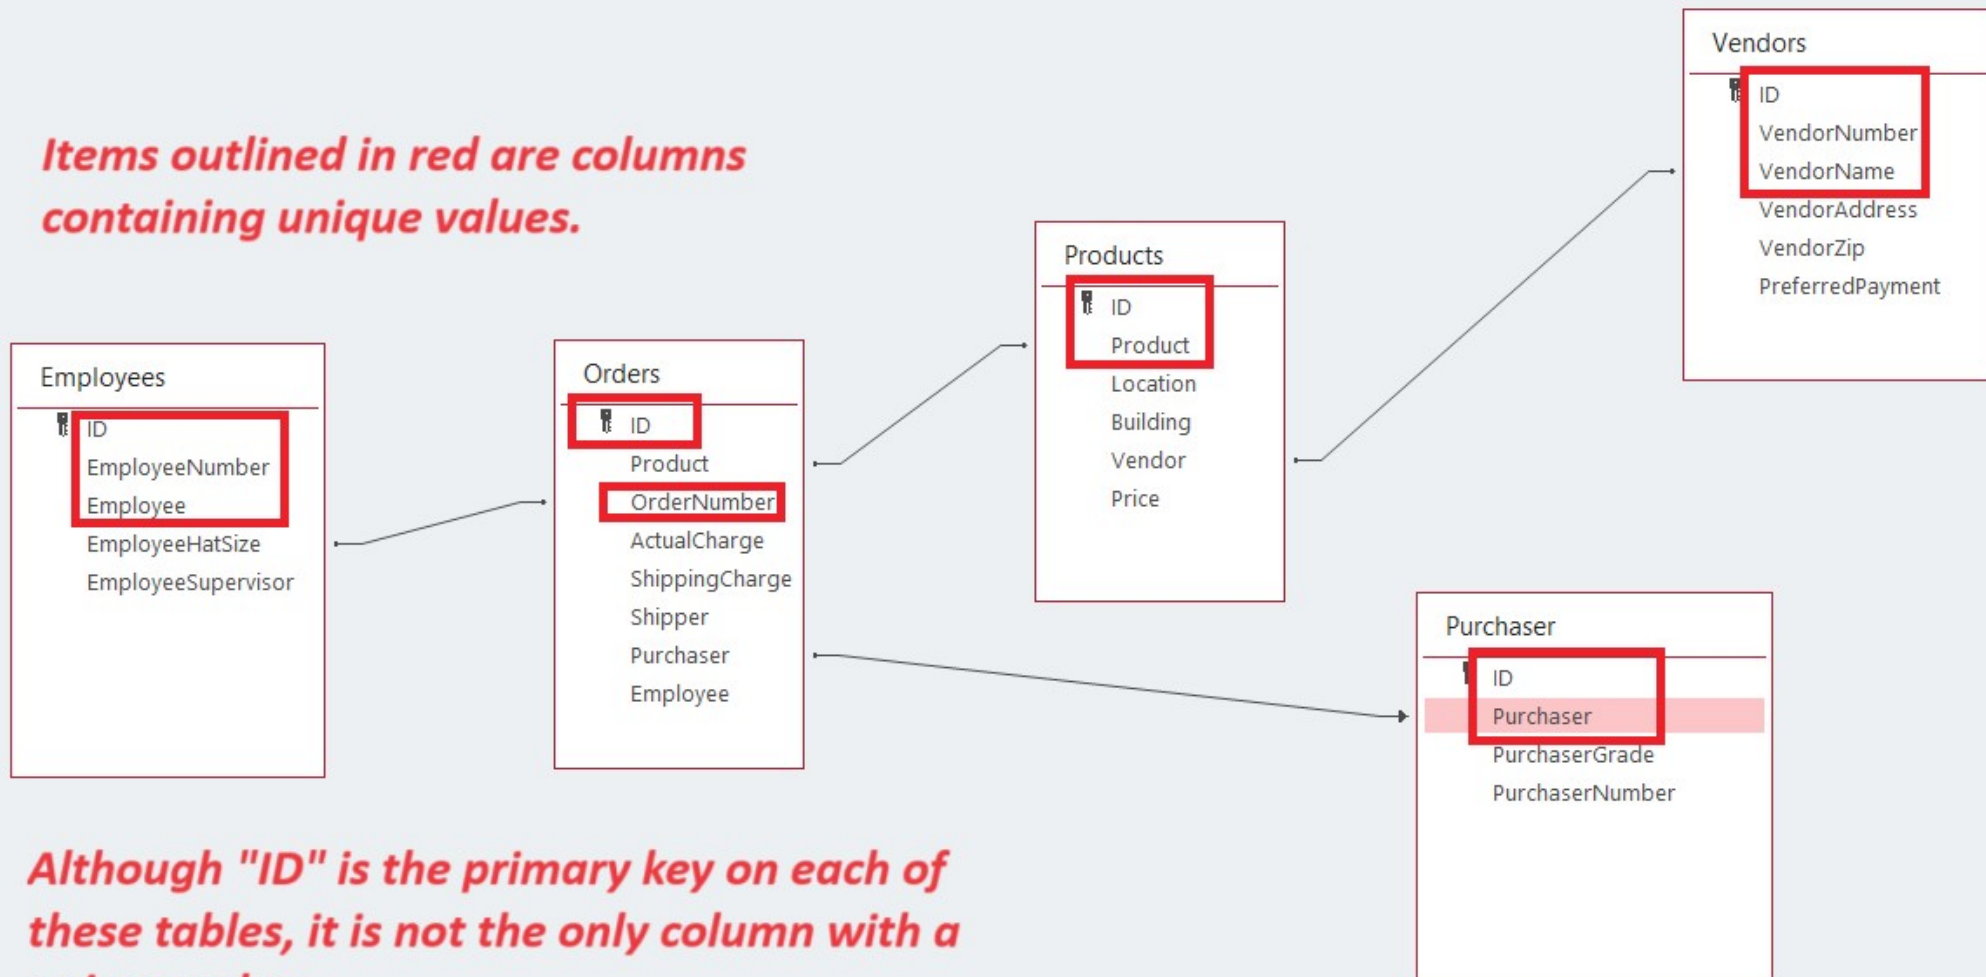 Items outlined in red are columns
containing unique values.
Employees
ID
EmployeeNumber
Employee
EmployeeHatSize
EmployeeSupervisor
Orders
ID
Product
OrderNumber
ActualCharge
ShippingCharge
Shipper
Purchaser
Employee
Products
ID
Product
Location
Building
Vendor
Price
Vendors
ID
VendorNumber
VendorName
VendorAddress
VendorZip
PreferredPayment
Purchaser
ID
Purchaser
PurchaserGrade
PurchaserNumber
Although "ID" is the primary key on each of
these tables, it is not the only column with a